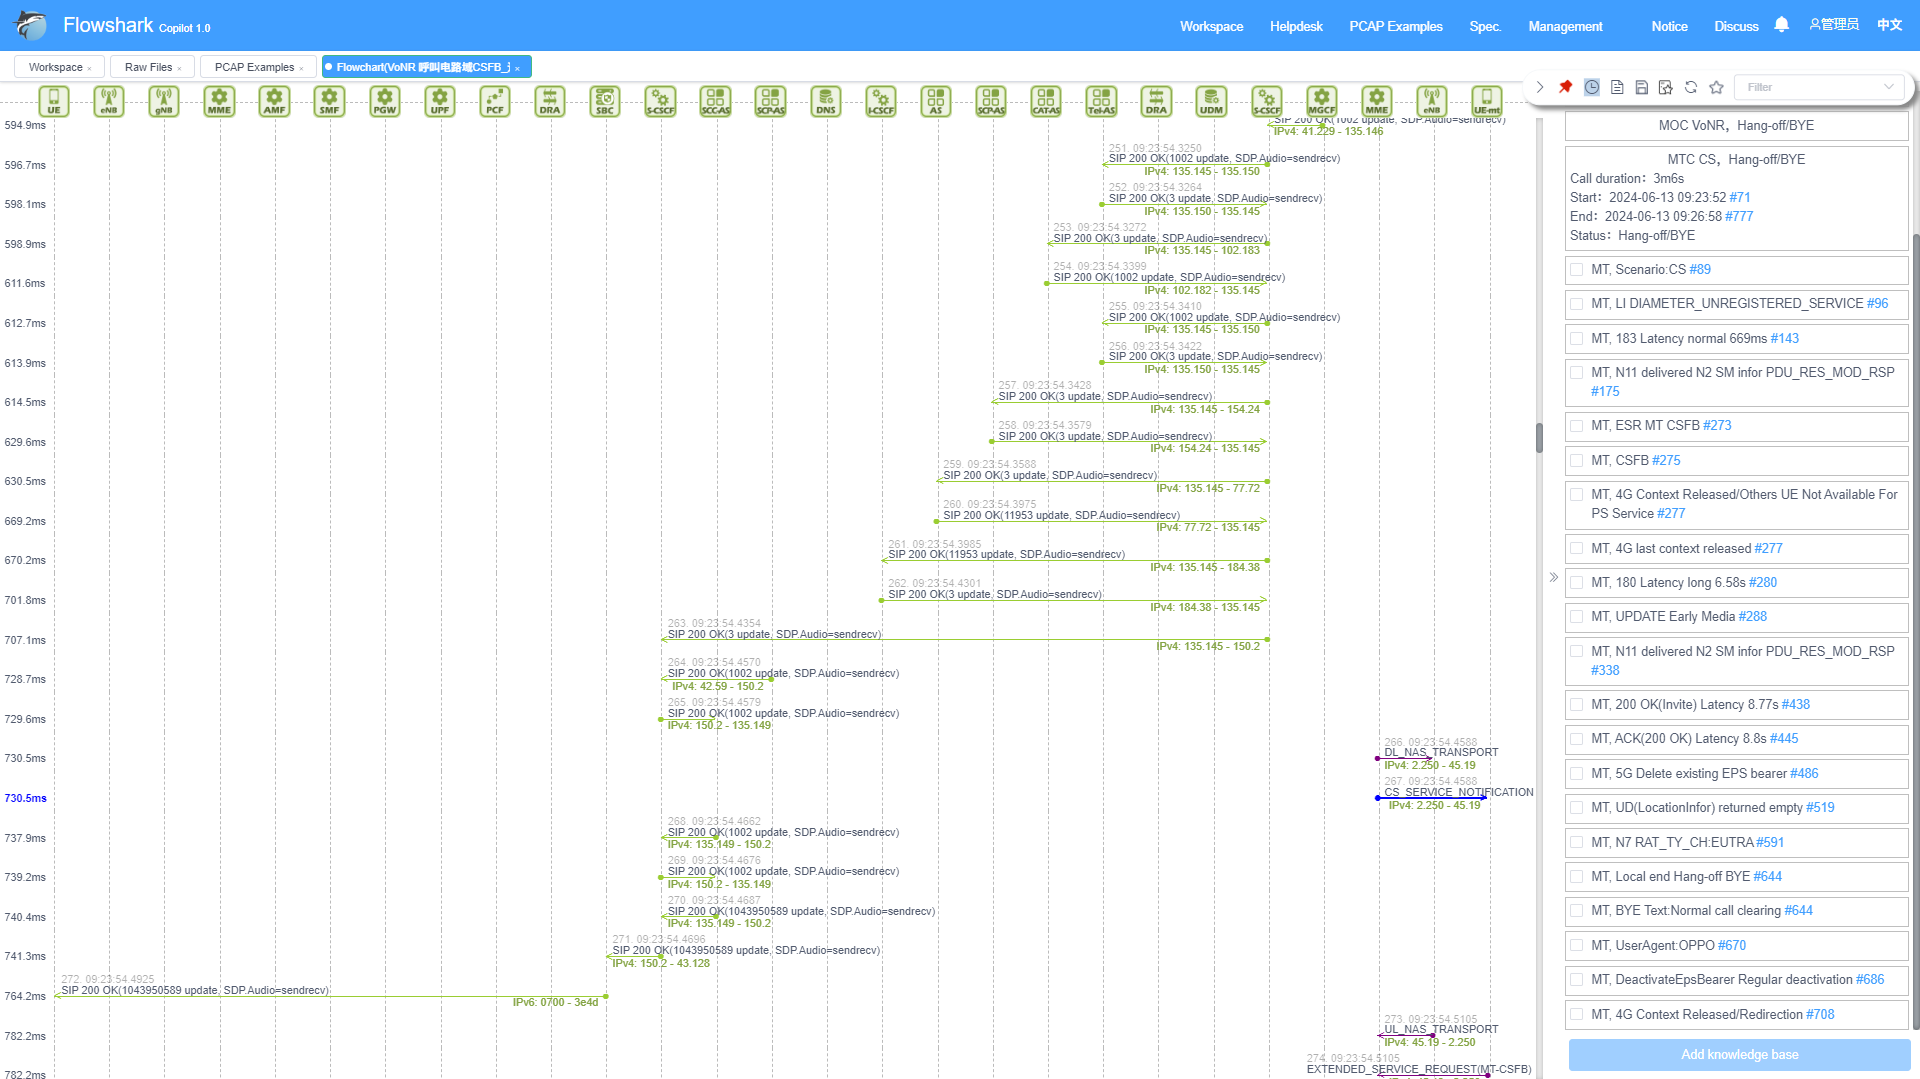 Flowshark Copilot 1.0
Workspace Helpdesk PCAP Examples Spec. Management Notice Discuss 管理员 中文
Workspace × Raw Files × PCAP Examples × Flowchart(VoNR 呼叫电路域CSFB_ ×
UE eNB gNB MME AMF SMF PGW UPF PCF DRA SBC S-CSCF SCC-AS SCP-AS DNS I-CSCF AS SCP-AS CAT-AS Tel-AS DRA UDM S-CSCF MGCF MME eNB UE-mt
Filter
594.9ms
SIP 200 OK(1002 update, SDP.Audio=sendrecv)
IPv4: 41.229 - 135.146
596.7ms
251. 09:23:54.3250
SIP 200 OK(1002 update, SDP.Audio=sendrecv)
IPv4: 135.145 - 135.150
598.1ms
252. 09:23:54.3264
SIP 200 OK(3 update, SDP.Audio=sendrecv)
IPv4: 135.150 - 135.145
598.9ms
253. 09:23:54.3272
SIP 200 OK(3 update, SDP.Audio=sendrecv)
IPv4: 135.145 - 102.183
611.6ms
254. 09:23:54.3399
SIP 200 OK(1002 update, SDP.Audio=sendrecv)
IPv4: 102.182 - 135.145
612.7ms
255. 09:23:54.3410
SIP 200 OK(1002 update, SDP.Audio=sendrecv)
IPv4: 135.145 - 135.150
613.9ms
256. 09:23:54.3422
SIP 200 OK(3 update, SDP.Audio=sendrecv)
IPv4: 135.150 - 135.145
614.5ms
257. 09:23:54.3428
SIP 200 OK(3 update, SDP.Audio=sendrecv)
IPv4: 135.145 - 154.24
629.6ms
258. 09:23:54.3579
SIP 200 OK(3 update, SDP.Audio=sendrecv)
IPv4: 154.24 - 135.145
630.5ms
259. 09:23:54.3588
SIP 200 OK(3 update, SDP.Audio=sendrecv)
IPv4: 135.145 - 77.72
669.2ms
260. 09:23:54.3975
SIP 200 OK(11953 update, SDP.Audio=sendrecv)
IPv4: 77.72 - 135.145
670.2ms
261. 09:23:54.3985
SIP 200 OK(11953 update, SDP.Audio=sendrecv)
IPv4: 135.145 - 184.38
701.8ms
262. 09:23:54.4301
SIP 200 OK(3 update, SDP.Audio=sendrecv)
IPv4: 184.38 - 135.145
707.1ms
263. 09:23:54.4354
SIP 200 OK(3 update, SDP.Audio=sendrecv)
IPv4: 135.145 - 150.2
728.7ms
264. 09:23:54.4570
SIP 200 OK(1002 update, SDP.Audio=sendrecv)
IPv4: 42.59 - 150.2
729.6ms
265. 09:23:54.4579
SIP 200 OK(1002 update, SDP.Audio=sendrecv)
IPv4: 150.2 - 135.149
730.5ms
266. 09:23:54.4588
DL_NAS_TRANSPORT
IPv4: 2.250 - 45.19
730.5ms
267. 09:23:54.4588
CS_SERVICE_NOTIFICATION
IPv4: 2.250 - 45.19
737.9ms
268. 09:23:54.4662
SIP 200 OK(1002 update, SDP.Audio=sendrecv)
IPv4: 135.149 - 150.2
739.2ms
269. 09:23:54.4676
SIP 200 OK(1002 update, SDP.Audio=sendrecv)
IPv4: 150.2 - 135.149
740.4ms
270. 09:23:54.4687
SIP 200 OK(1043950589 update, SDP.Audio=sendrecv)
IPv4: 135.149 - 150.2
741.3ms
271. 09:23:54.4696
SIP 200 OK(1043950589 update, SDP.Audio=sendrecv)
IPv4: 150.2 - 43.128
764.2ms
272. 09:23:54.4925
SIP 200 OK(1043950589 update, SDP.Audio=sendrecv)
IPv6: 0700 - 3e4d
782.2ms
273. 09:23:54.5105
UL_NAS_TRANSPORT
IPv4: 45.19 - 2.250
782.2ms
274. 09:23:54.5105
EXTENDED_SERVICE_REQUEST(MT-CSFB)
MOC VoNR，Hang-off/BYE
MTC CS，Hang-off/BYE
Call duration：3m6s
Start：2024-06-13 09:23:52 #71
End：2024-06-13 09:26:58 #777
Status：Hang-off/BYE
MT, Scenario:CS #89
MT, LI DIAMETER_UNREGISTERED_SERVICE #96
MT, 183 Latency normal 669ms #143
MT, N11 delivered N2 SM infor PDU_RES_MOD_RSP
#175
MT, ESR MT CSFB #273
MT, CSFB #275
MT, 4G Context Released/Others UE Not Available For
PS Service #277
MT, 4G last context released #277
MT, 180 Latency long 6.58s #280
MT, UPDATE Early Media #288
MT, N11 delivered N2 SM infor PDU_RES_MOD_RSP
#338
MT, 200 OK(Invite) Latency 8.77s #438
MT, ACK(200 OK) Latency 8.8s #445
MT, 5G Delete existing EPS bearer #486
MT, UD(LocationInfor) returned empty #519
MT, N7 RAT_TY_CH:EUTRA #591
MT, Local end Hang-off BYE #644
MT, BYE Text:Normal call clearing #644
MT, UserAgent:OPPO #670
MT, DeactivateEpsBearer Regular deactivation #686
MT, 4G Context Released/Redirection #708
Add knowledge base